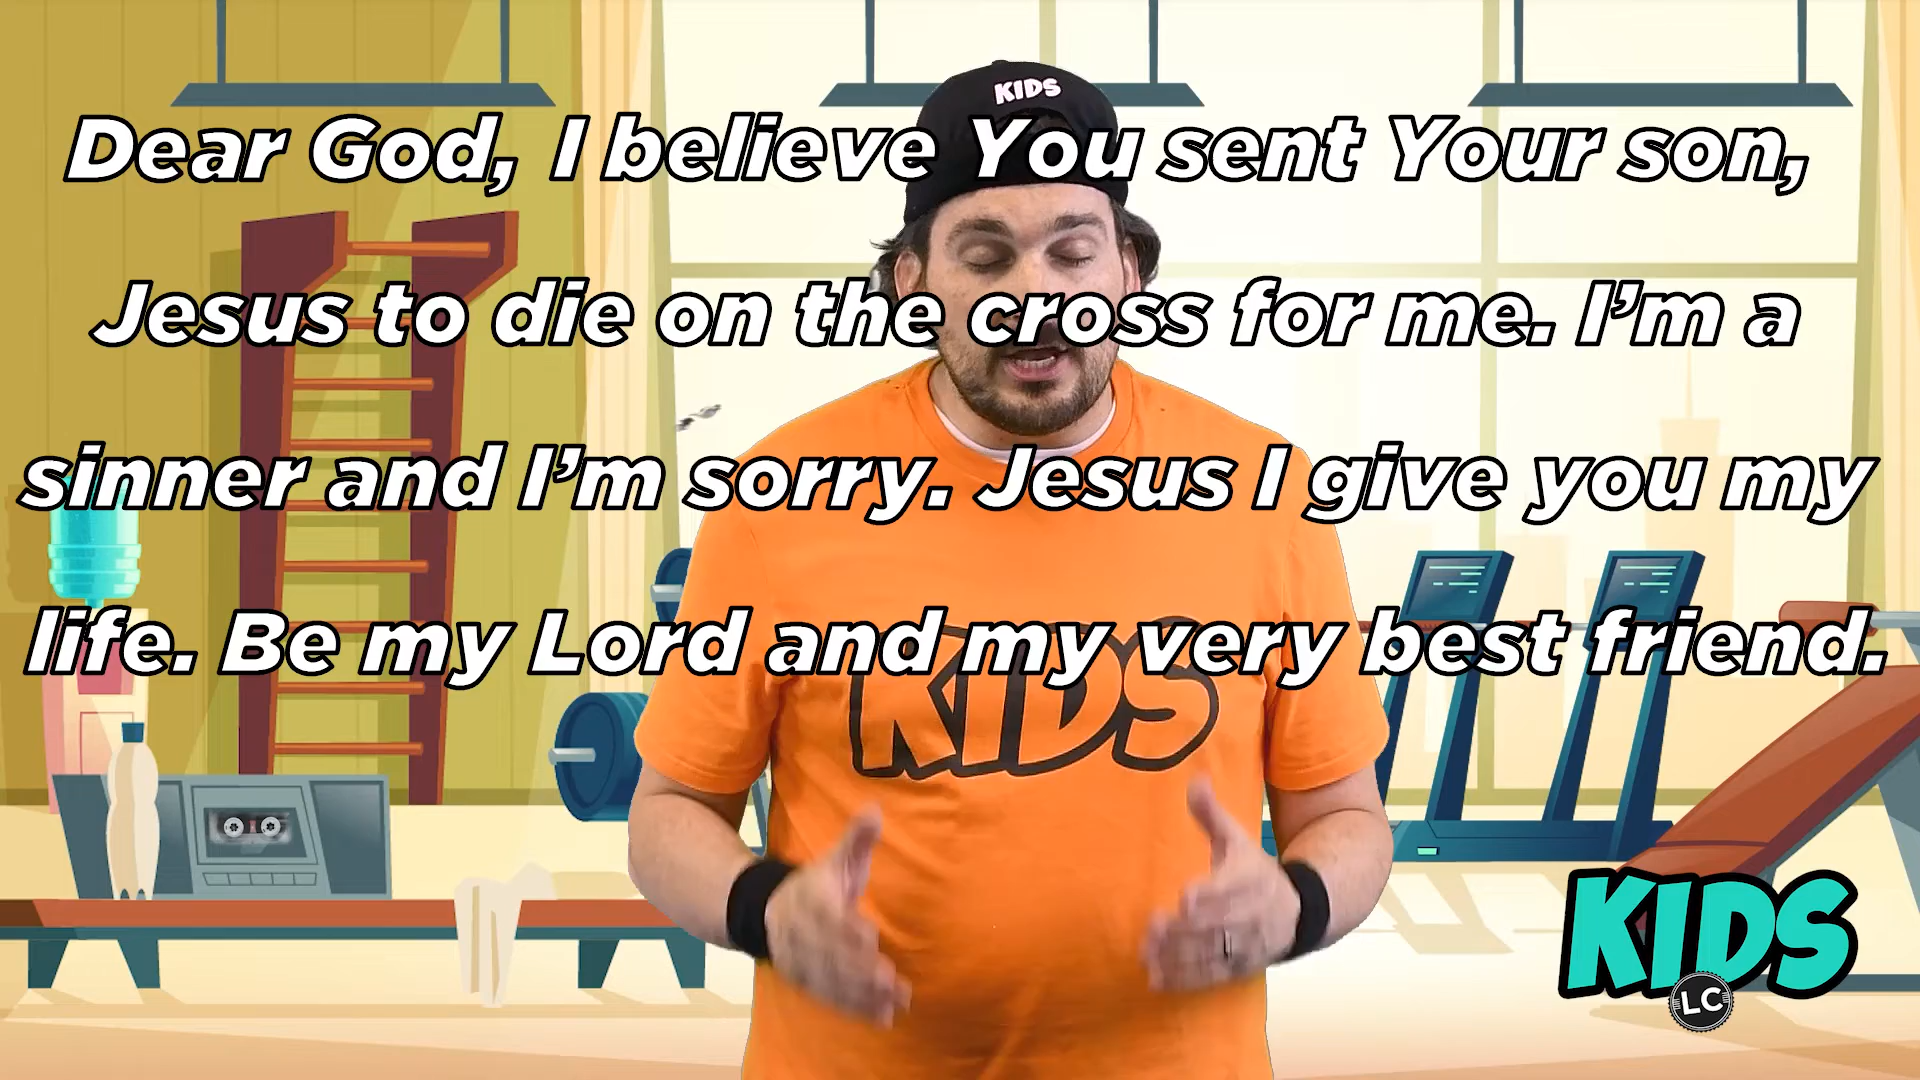 KIDS
Dear God, I believe You sent Your son,
Jesus to die on the cross for me. I’m a
sinner and I’m sorry. Jesus I give you my
life. Be my Lord and my very best friend.
KIDS
KIDS
LC